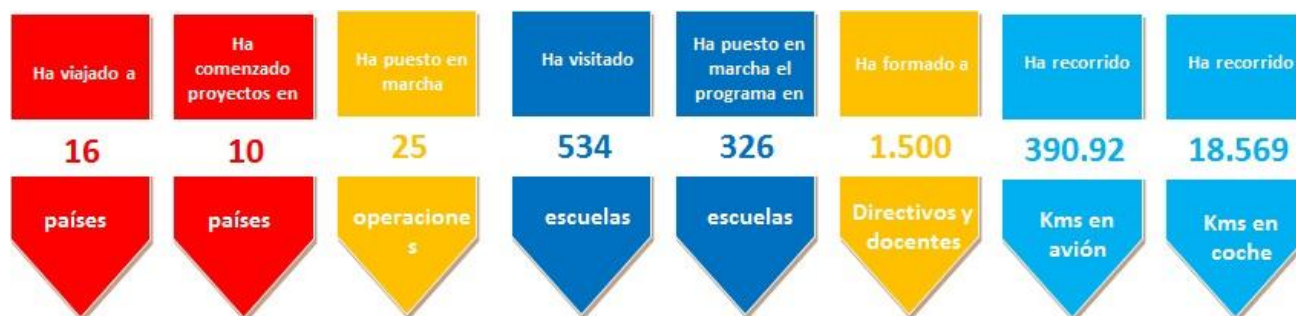 Ha viajado a
16
países
Ha
comenzado
proyectos en
10
países
Ha puesto en
marcha
25
operacione
s
Ha visitado
534
escuelas
Ha puesto en
marcha el
programa en
326
escuelas
Ha formado a
1.500
Directivos y
docentes
Ha recorrido
390.92
Kms en
avión
Ha recorrido
18.569
Kms en
coche